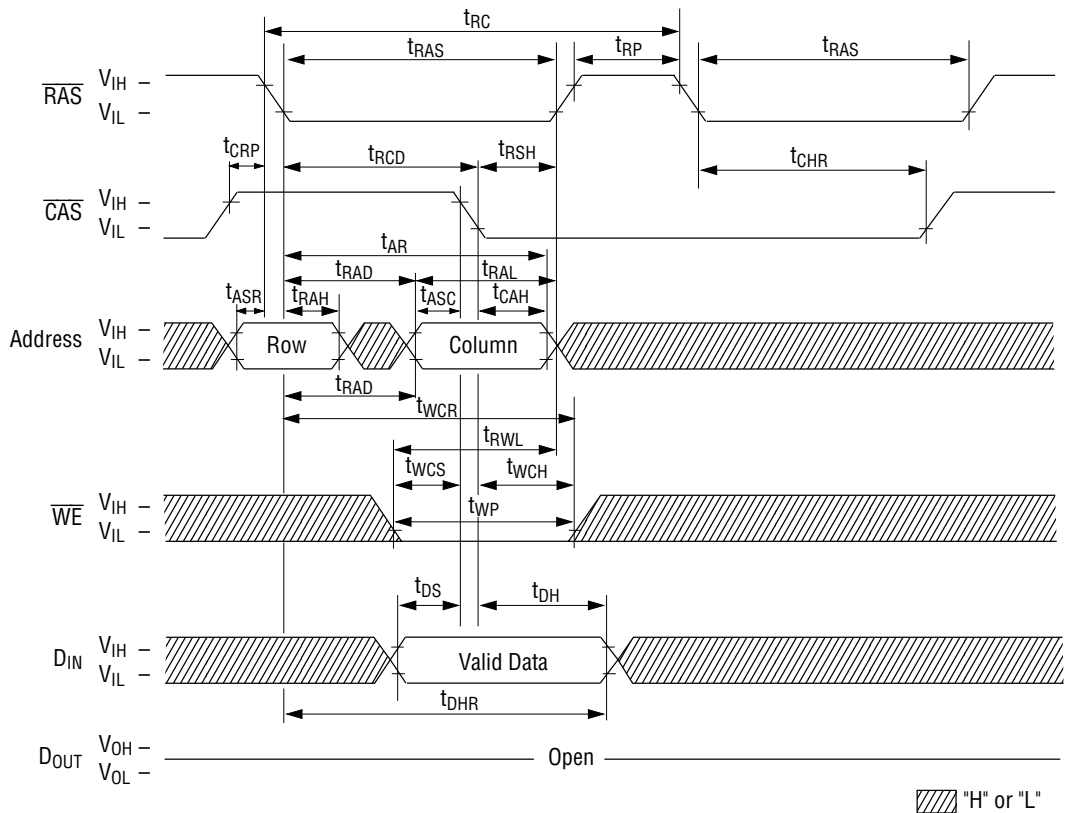 tRC
tRAS tRP tRAS
RAS VIH –
VIL –
tCRP tRCD tRSH tCHR
CAS VIH –
VIL –
tAR
tRAD tRAL
tASR tRAH tASC tCAH
Address VIH –
VIL –
Row Column
tRAD
tWCR
tRWL
tWCS tWCH
WE VIH –
VIL –
tWP
tDS tDH
DIN VIH –
VIL –
Valid Data
tDHR
DOUT VOH –
VOL –
Open
"H" or "L"